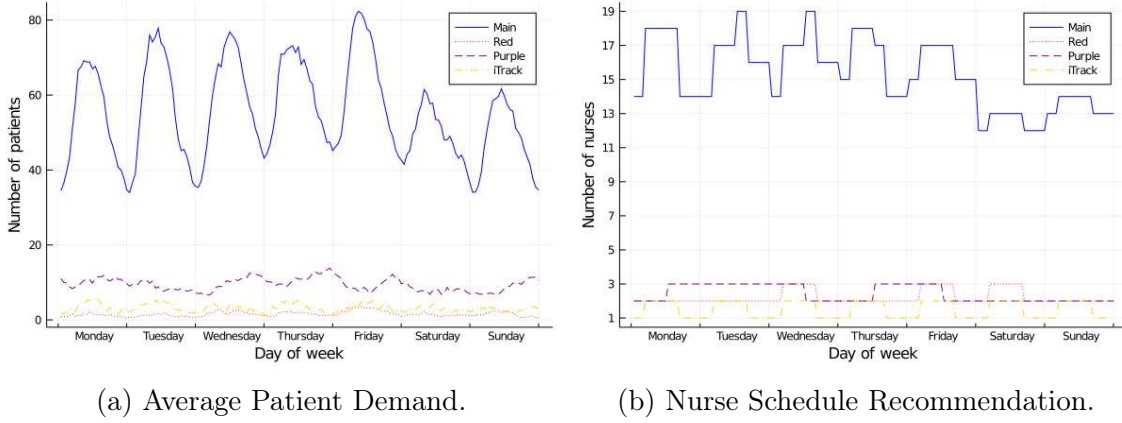 80
60
40
20
0
Number of patients
Main
Red
Purple
iTrack
Monday Tuesday Wednesday Thursday Friday Saturday Sunday
Day of week
(a) Average Patient Demand.
19
17
15
13
11
9
7
5
3
1
Number of nurses
Main
Red
Purple
iTrack
Monday Tuesday Wednesday Thursday Friday Saturday Sunday
Day of week
(b) Nurse Schedule Recommendation.